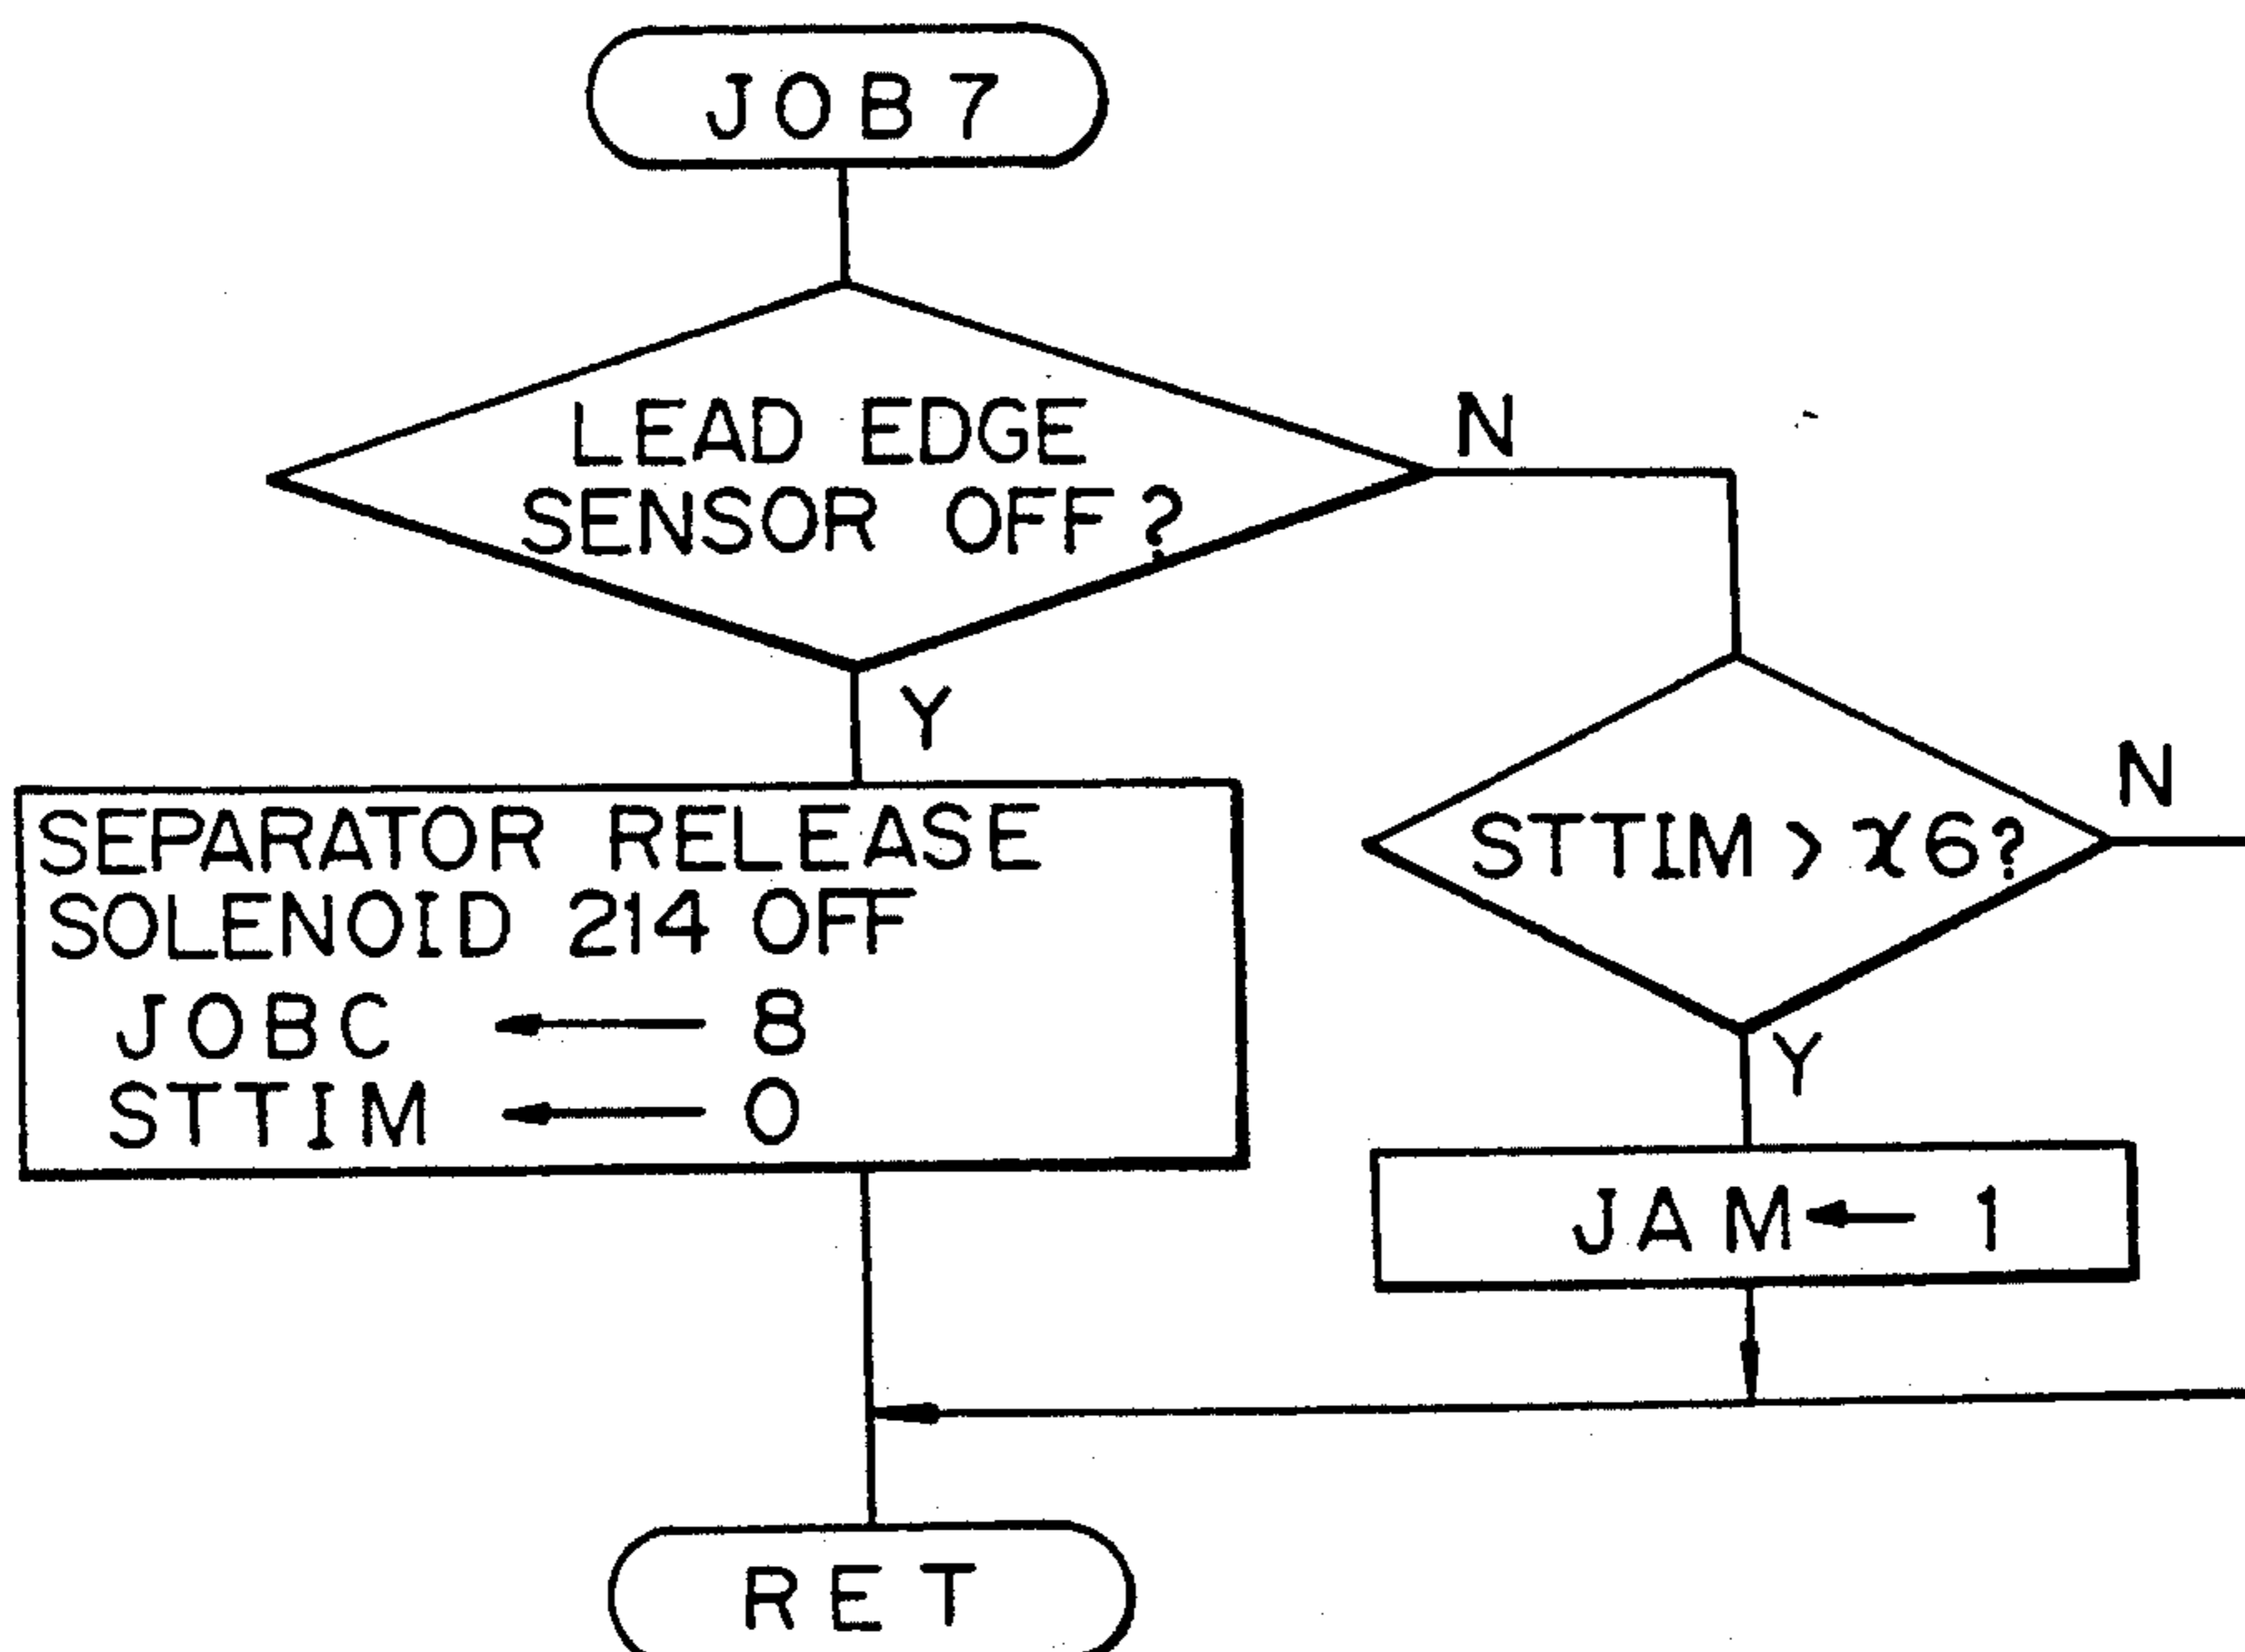 JOB7
LEAD EDGE
SENSOR OFF?
N
Y
SEPARATOR RELEASE
SOLENOID 214 OFF
JOBC ← 8
STTIM ← 0
STTIM > χ6?
N
Y
JAM ← 1
RET